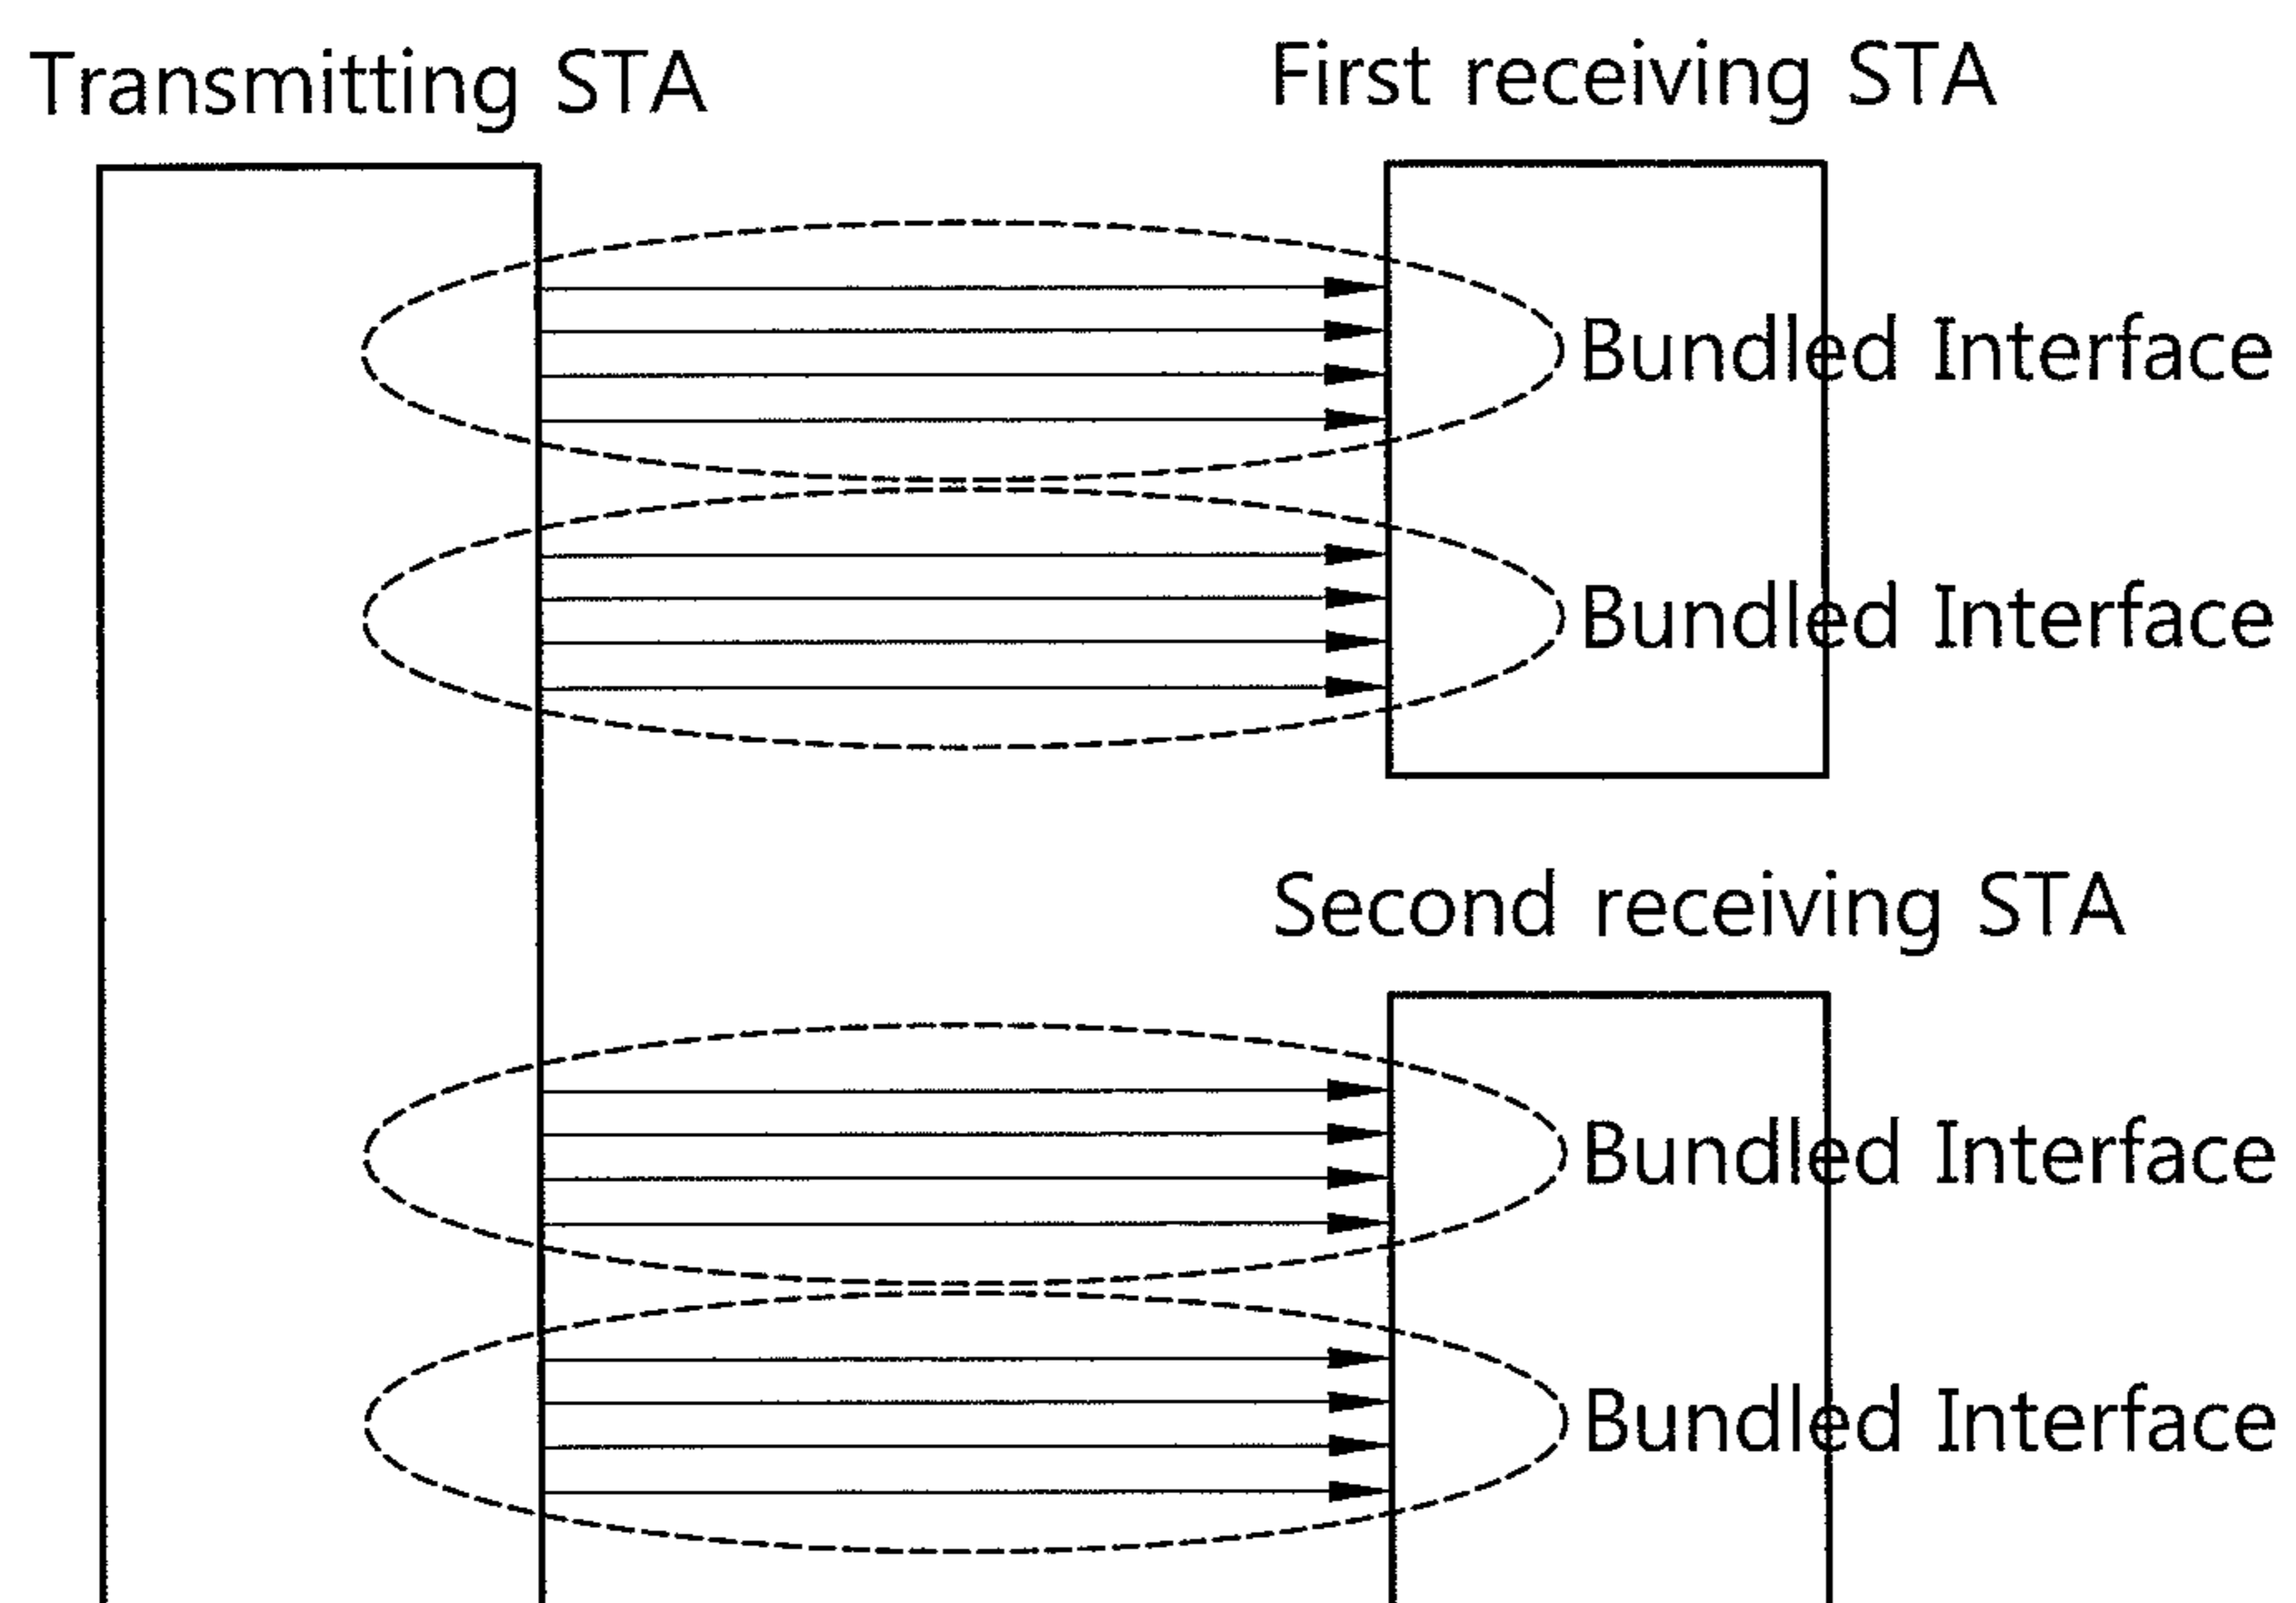 Transmitting STA
First receiving STA
Bundled Interface
Bundled Interface
Second receiving STA
Bundled Interface
Bundled Interface